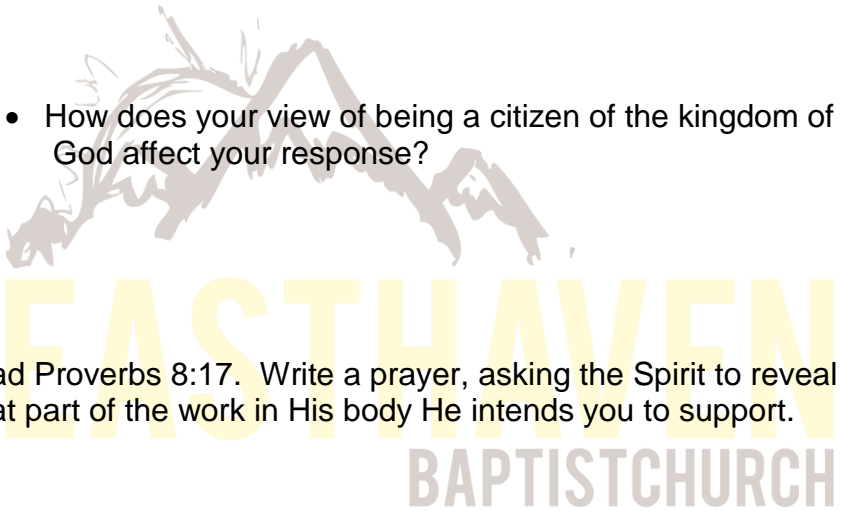 • How does your view of being a citizen of the kingdom of
God affect your response?
EASTHAVEN
ad Proverbs 8:17. Write a prayer, asking the Spirit to reveal
at part of the work in His body He intends you to support.
BAPTISTCHURCH